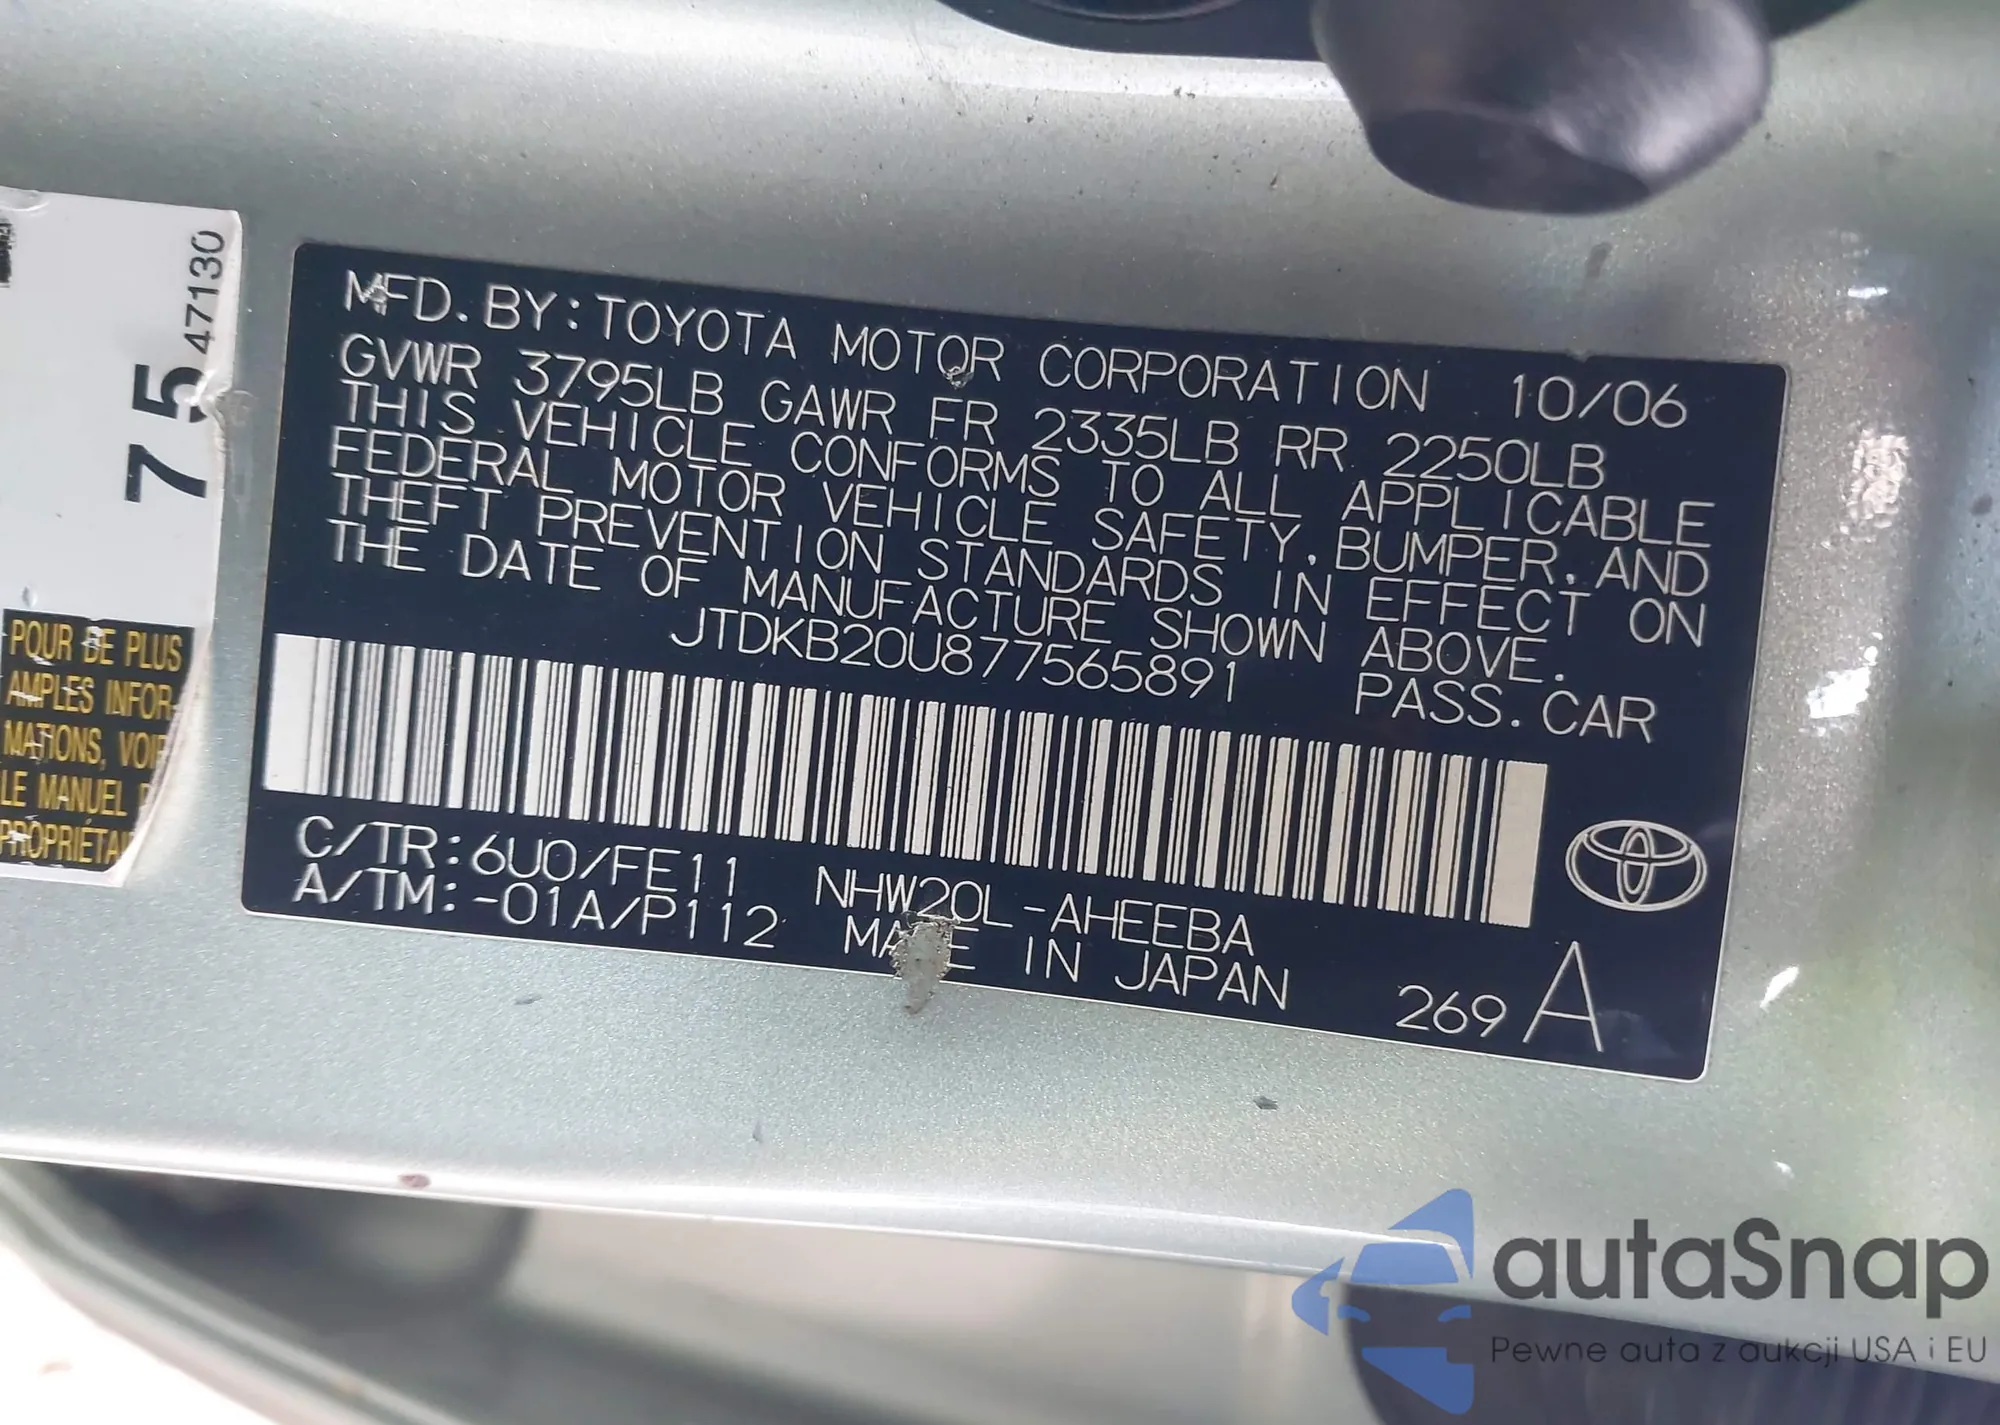 47130
75
POUR DE PLUS
AMPLES INFOR-
MATIONS, VOIR
LE MANUEL
PROPRIÉTA
MFD. BY: TOYOTA MOTOR CORPORATION 10/06
GVWR 3795LB GAWR FR 2335LB RR 2250LB
THIS VEHICLE CONFORMS TO ALL APPLICABLE
FEDERAL MOTOR VEHICLE SAFETY, BUMPER, AND
THEFT PREVENTION STANDARDS IN EFFECT ON
THE DATE OF MANUFACTURE SHOWN ABOVE.
JTDKB20U877565891 PASS. CAR
C/TR: 6U0/FE11 NHW20L-AHEEBA
A/TM: -01A/P112 MADE IN JAPAN
269 A
autaSnap
Pewne auta z aukcji USA i EU